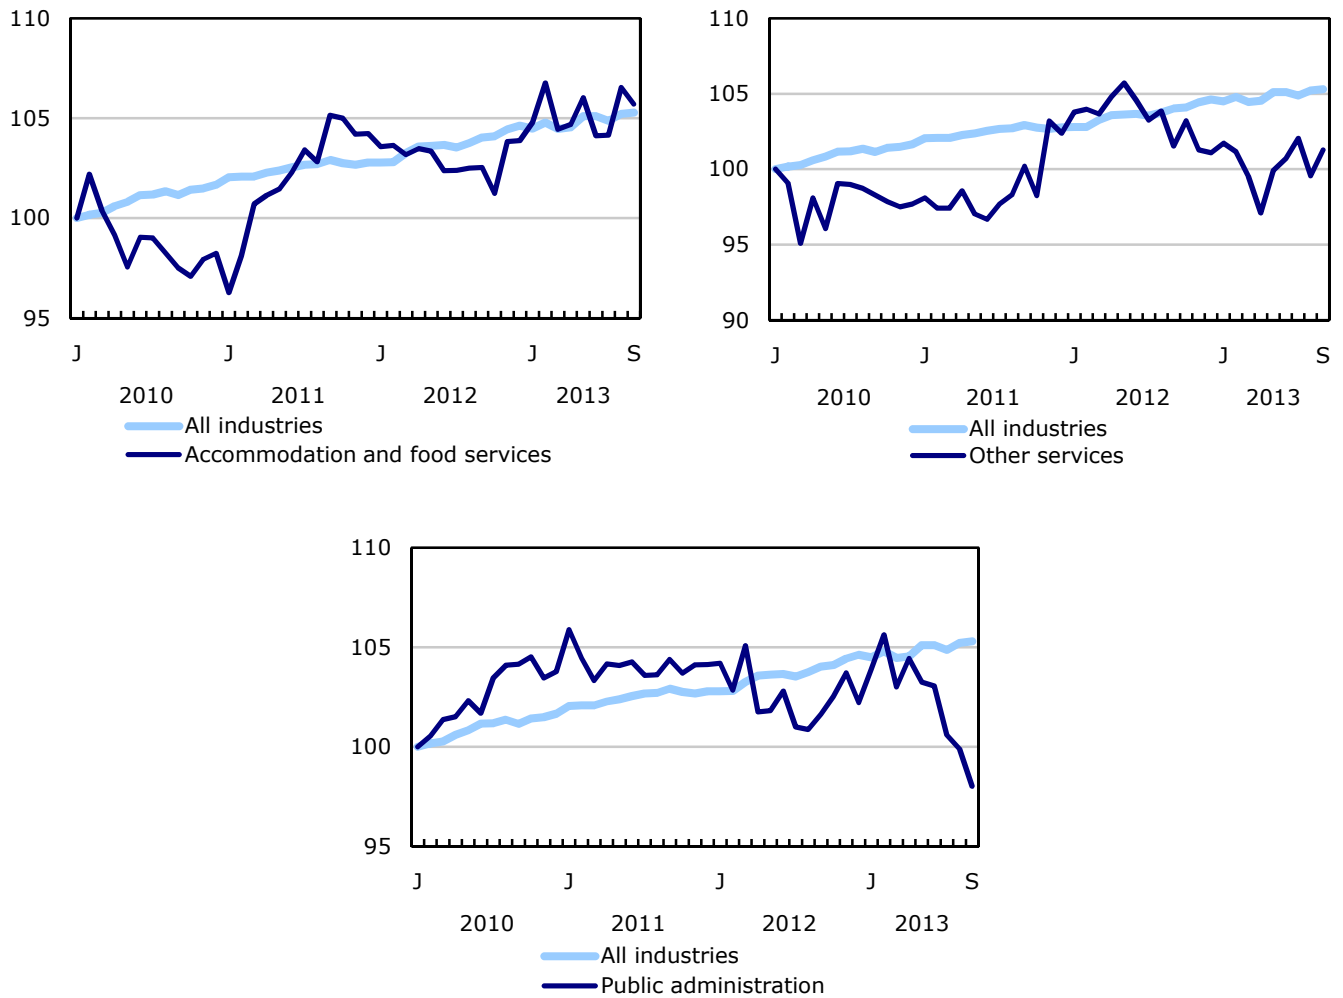 110
105
100
95
J J J J S
2010 2011 2012 2013
All industries
Accommodation and food services
110
105
100
95
90
J J J J S
2010 2011 2012 2013
All industries
Other services
110
105
100
95
J J J J S
2010 2011 2012 2013
All industries
Public administration